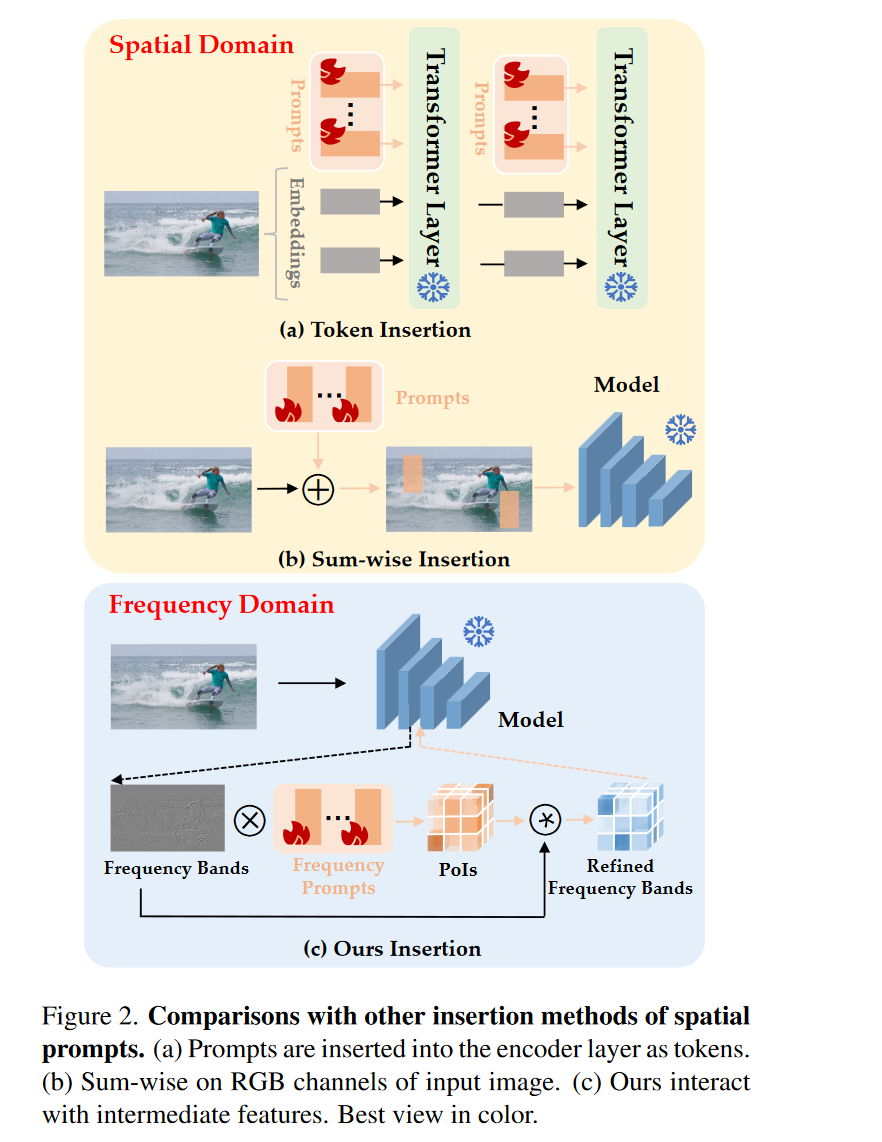 Spatial Domain
Prompts
...
Transformer Layer
Prompts
...
Transformer Layer
Embeddings
(a) Token Insertion
Model
...
Prompts
(b) Sum-wise Insertion
Frequency Domain
Model
...
Frequency Bands
Frequency
Prompts
PoIs
Refined
Frequency Bands
(c) Ours Insertion
Figure 2. Comparisons with other insertion methods of spatial
prompts. (a) Prompts are inserted into the encoder layer as tokens.
(b) Sum-wise on RGB channels of input image. (c) Ours interact
with intermediate features. Best view in color.